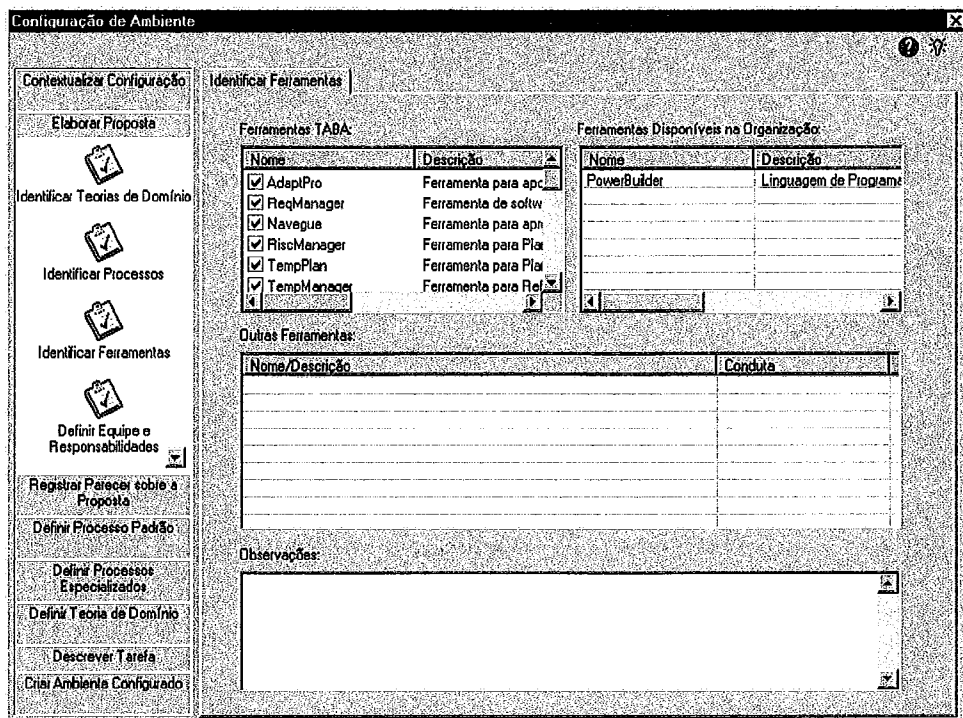 Configuração de Ambiente
Contextualizar Configuração
Elaborar Proposta
Identificar Teorias de Domínio
Identificar Processos
Identificar Ferramentas
Definir Equipe e
Responsabilidades
Registrar Parecer sobre a
Proposta
Definir Processo Padrão
Definir Processos
Especializados
Definir Teoria de Domínio
Descrever Tarefa
Criar Ambiente Configurado
Identificar Ferramentas
Ferramentas TABA:
Nome Descrição
AdaptPro Ferramenta para apc
ReqManager Ferramenta de softw
Navegua Ferramenta para apr
RiscManager Ferramenta para Pla
TempPlan Ferramenta para Pla
TempManager Ferramenta para Ref
Ferramentas Disponíveis na Organização:
Nome Descrição
PowerBuilder Linguagem de Programa
Outras Ferramentas:
Nome/Descrição Conduta
Observações: